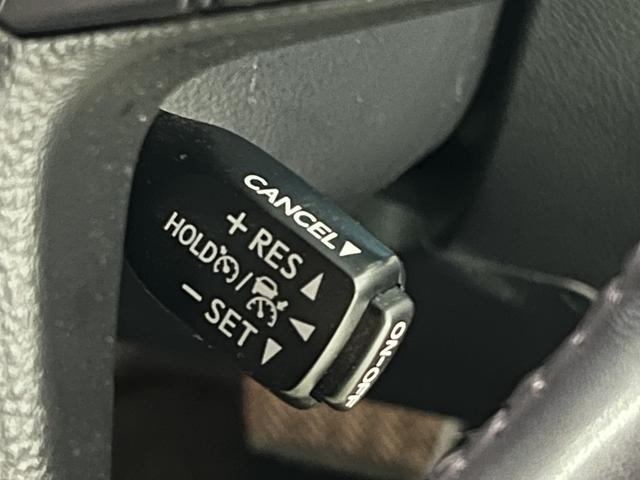 CANCEL▼
+ RES ▲
HOLD / ◀
− SET ▼
ON-OFF